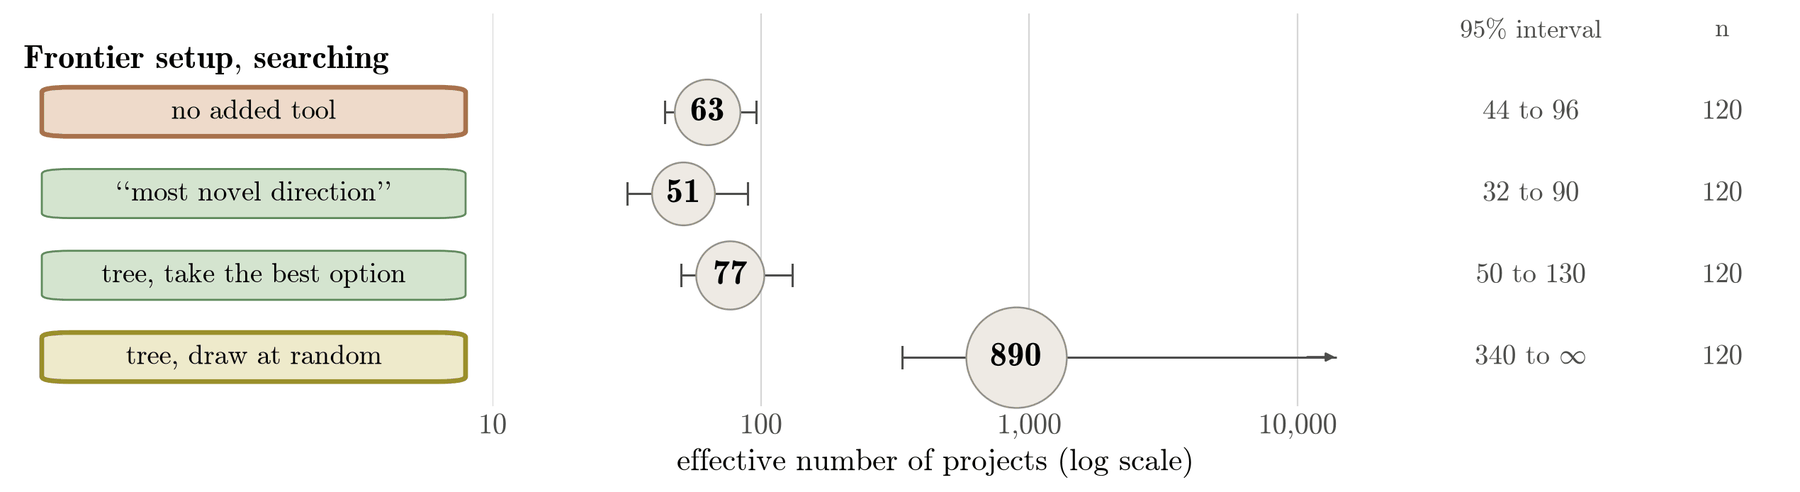 95% interval n
Frontier setup, searching
no added tool 63 44 to 96 120
“most novel direction” 51 32 to 90 120
tree, take the best option 77 50 to 130 120
tree, draw at random 890 340 to ∞ 120
10 100 1,000 10,000
effective number of projects (log scale)